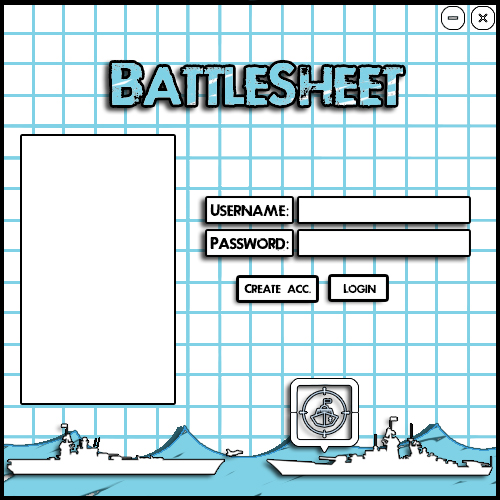 BATTLESHEET
USERNAME:
PASSWORD:
CREATE ACC.
LOGIN